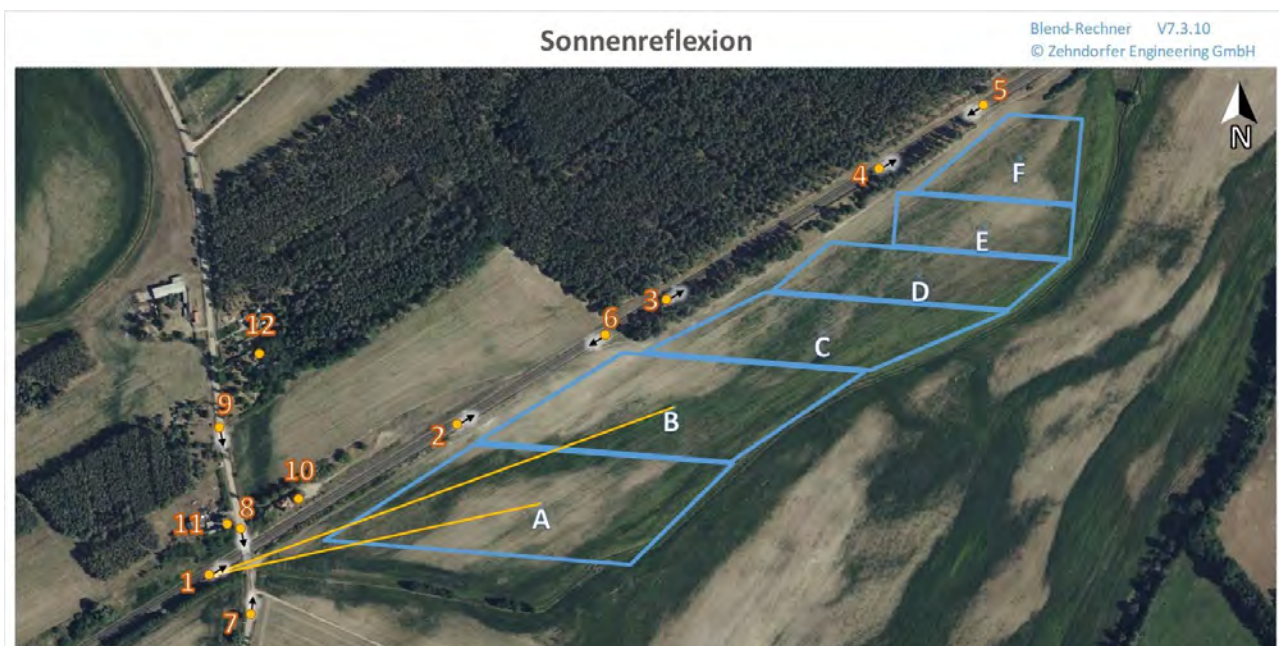 Sonnenreflexion
Blend-Rechner V7.3.10
© Zehndorfer Engineering GmbH
5
N
4
F
E
3
D
12
6
C
9
2
B
10
11
8
A
1
7